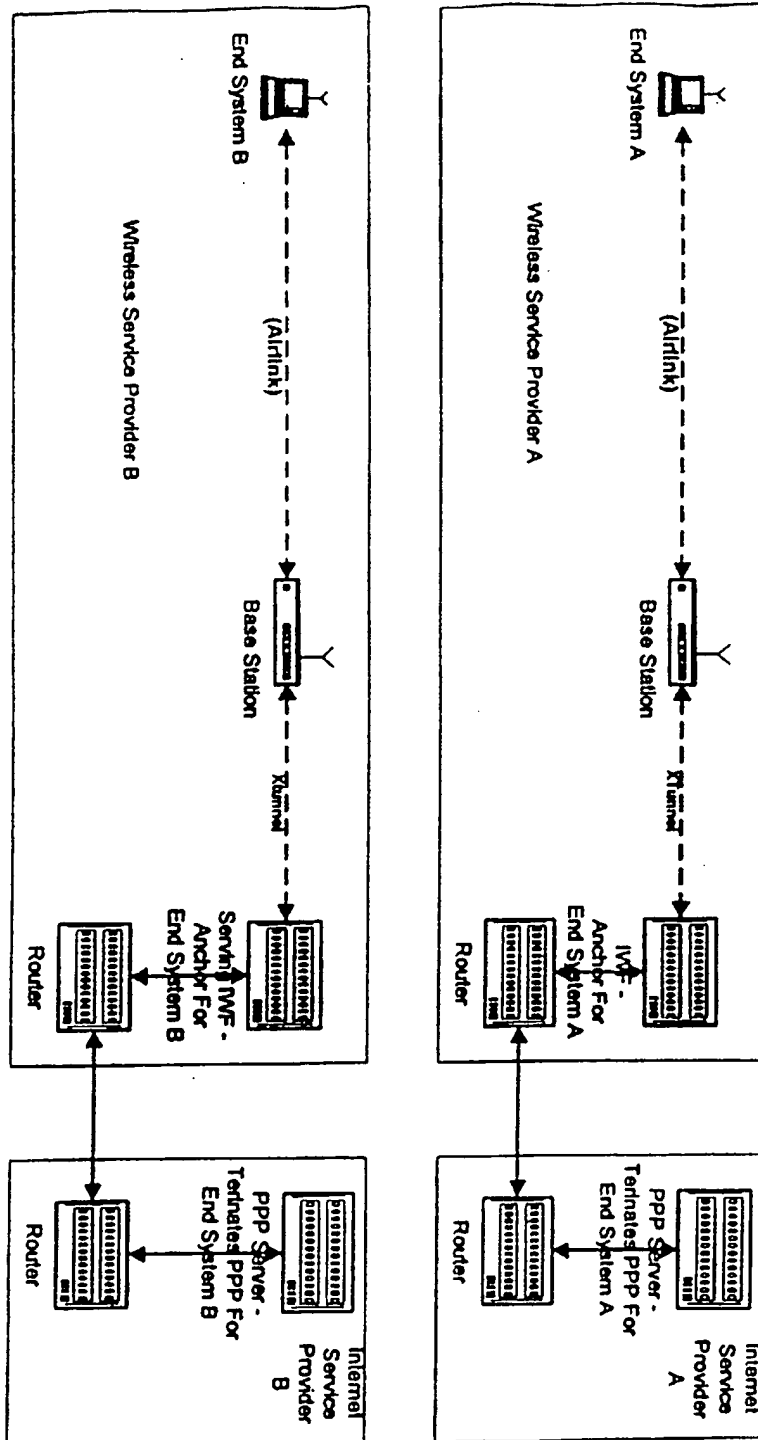 End System A
(Airlink)
Wireless Service Provider A
Base Station
XTunnel
IWF -
Anchor For
End System A
Router
PPP Server -
Terinates PPP For
End System A
Router
Internet
Service
Provider
A
End System B
(Airlink)
Wireless Service Provider B
Base Station
Xtunnel
Serving IWF -
Anchor For
End System B
Router
PPP Server -
Terinates PPP For
End System B
Router
Internet
Service
Provider
B